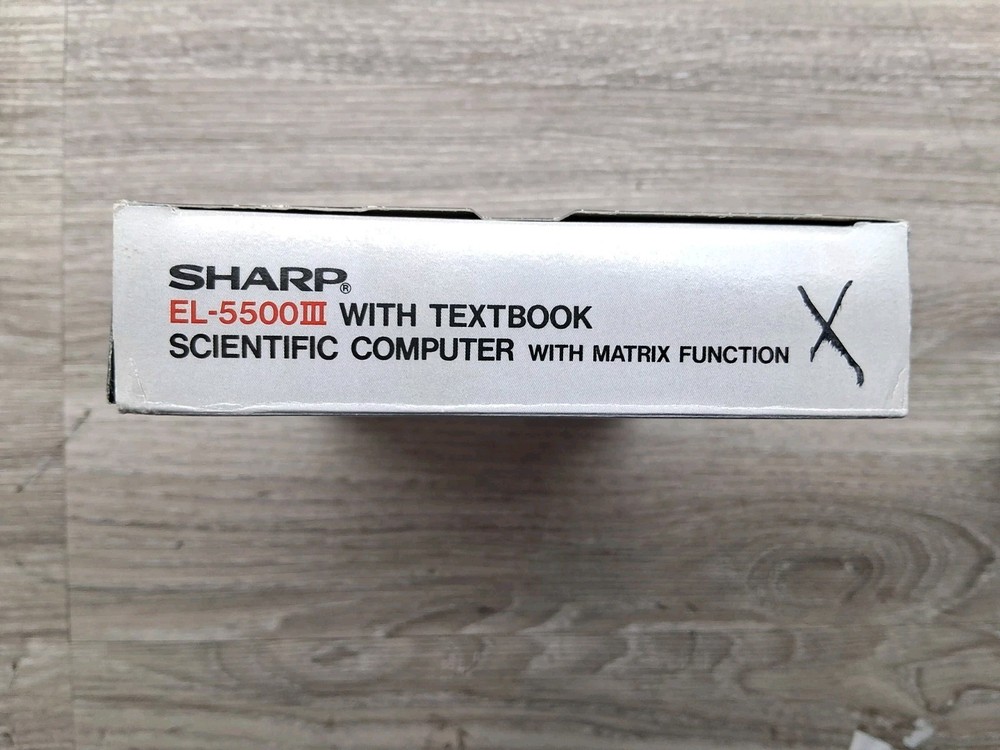 SHARP®
EL-5500III WITH TEXTBOOK
SCIENTIFIC COMPUTER WITH MATRIX FUNCTION
X